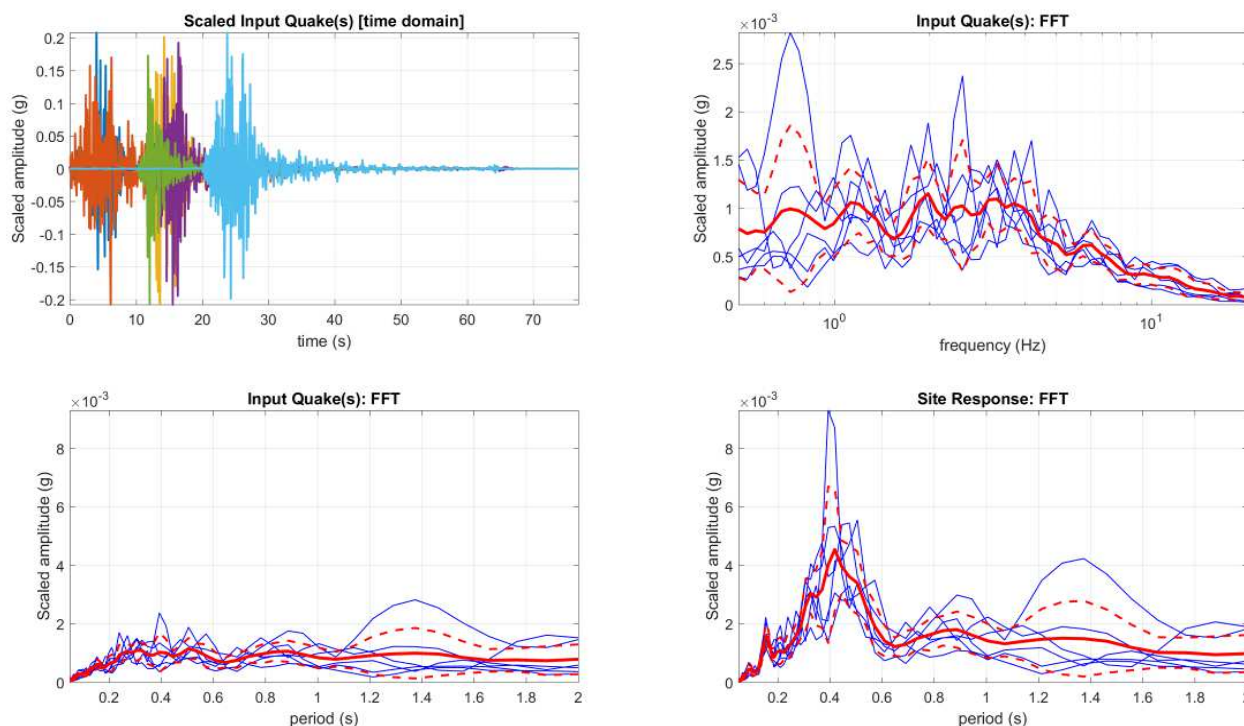 Scaled Input Quake(s) [time domain]
Scaled amplitude (g)
0.2
0.15
0.1
0.05
0
-0.05
-0.1
-0.15
-0.2
0 10 20 30 40 50 60 70
time (s)
Input Quake(s): FFT
×10⁻³
Scaled amplitude (g)
2.5
2
1.5
1
0.5
0
10⁰ 10¹
frequency (Hz)
Input Quake(s): FFT
×10⁻³
Scaled amplitude (g)
8
6
4
2
0
0.2 0.4 0.6 0.8 1 1.2 1.4 1.6 1.8 2
period (s)
Site Response: FFT
×10⁻³
Scaled amplitude (g)
8
6
4
2
0
0.2 0.4 0.6 0.8 1 1.2 1.4 1.6 1.8 2
period (s)